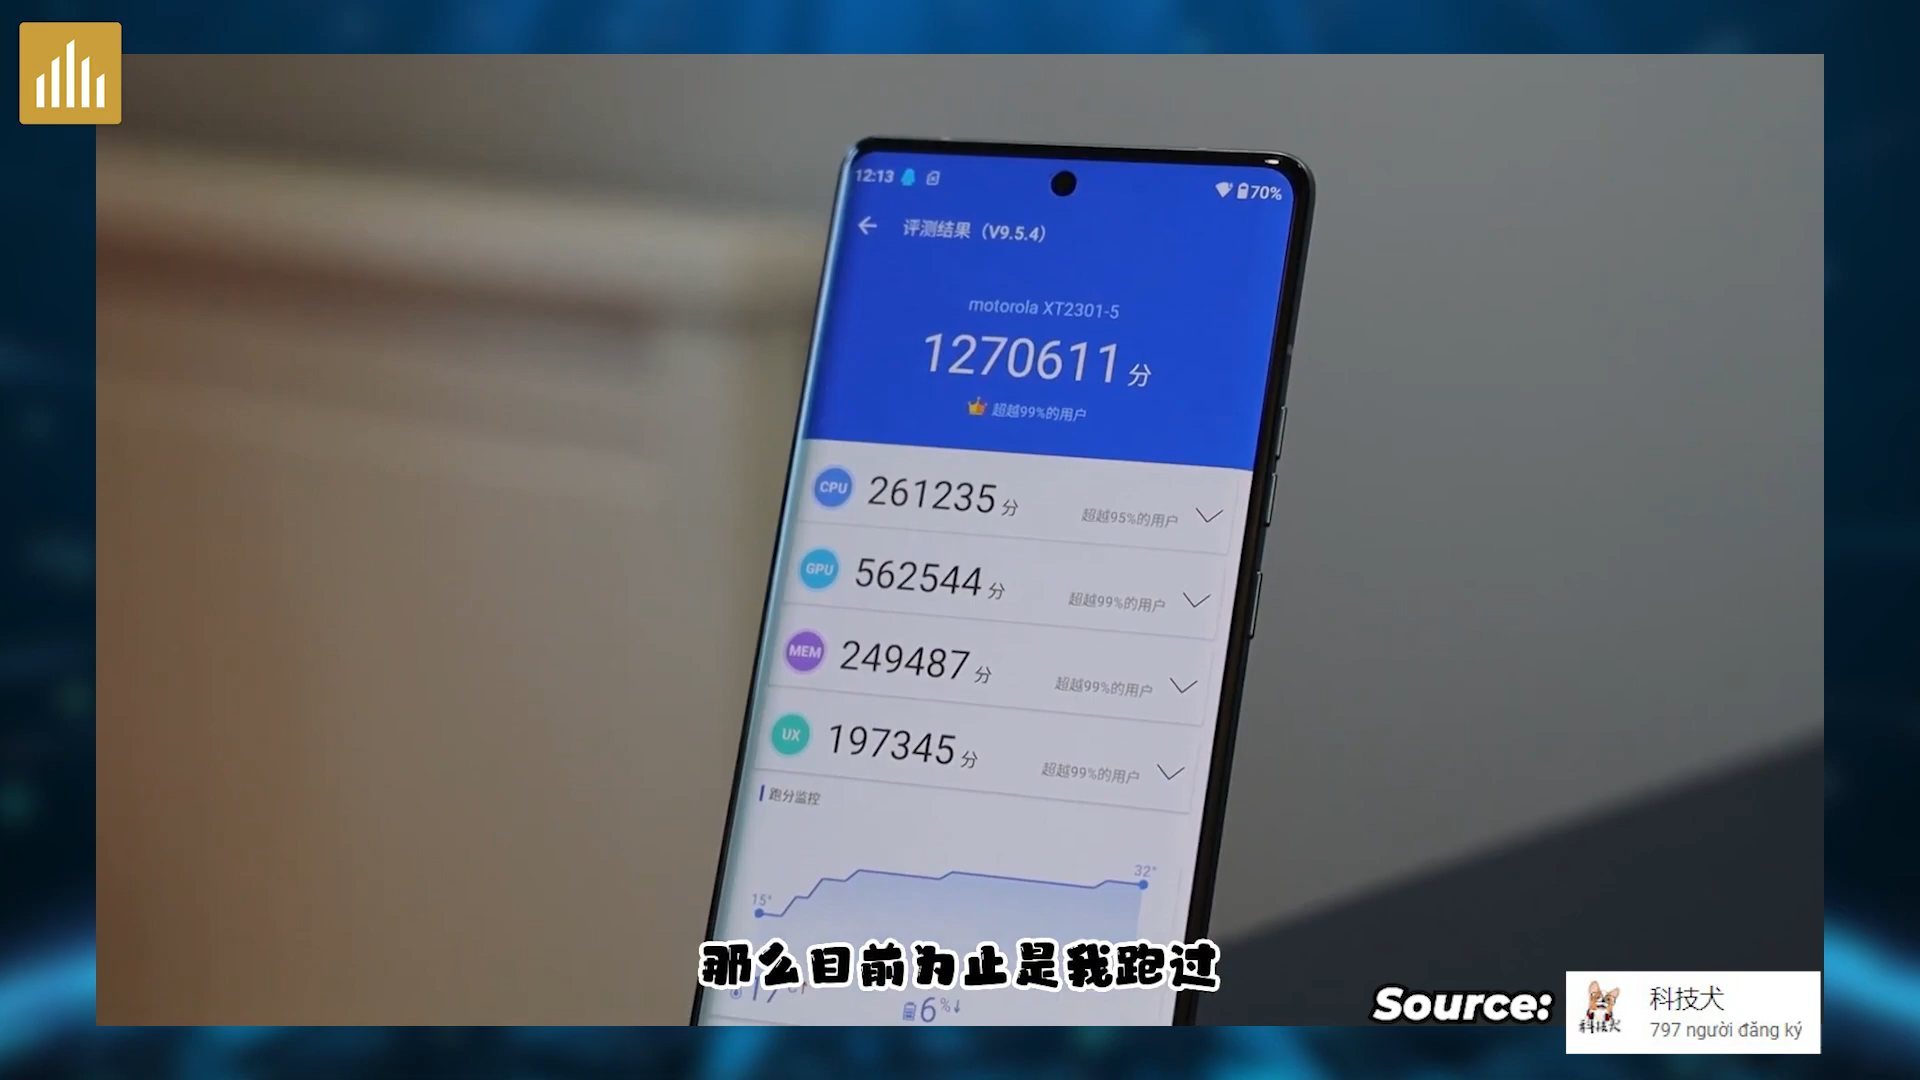 12:13
70%
评测结果（V9.5.4）
motorola XT2301-5
1270611分
超越99%的用户
CPU 261235分 超越95%的用户
GPU 562544分 超越99%的用户
MEM 249487分 超越99%的用户
UX 197345分 超越99%的用户
跑分监控
15°
32°
那么目前为止是我跑过
6%↓
Source:
科技犬
科技犬
797 người đăng ký